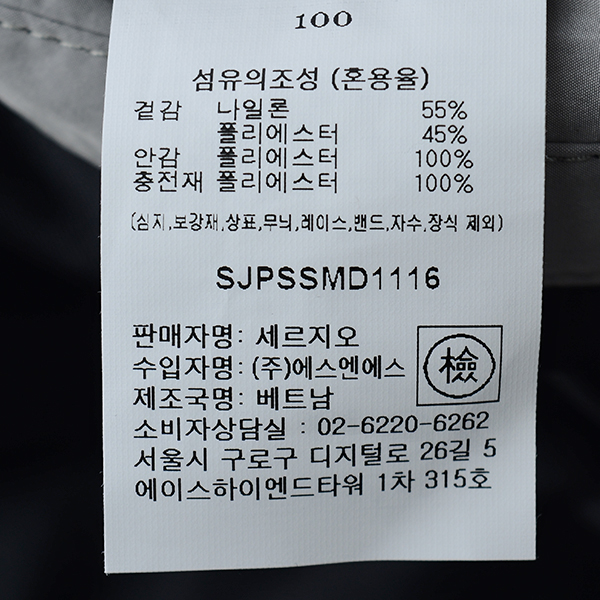 100
섬유의조성 (혼용율)
겉감 나일론 55%
폴리에스터 45%
안감 폴리에스터 100%
충전재 폴리에스터 100%
(심지,보강재,상표,무늬,레이스,밴드,자수,장식 제외)
SJPSSMD1116
판매자명: 세르지오
수입자명: (주)에스엔에스
제조국명: 베트남
檢
소비자상담실 : 02-6220-6262
서울시 구로구 디지털로 26길 5
에이스하이엔드타워 1차 315호